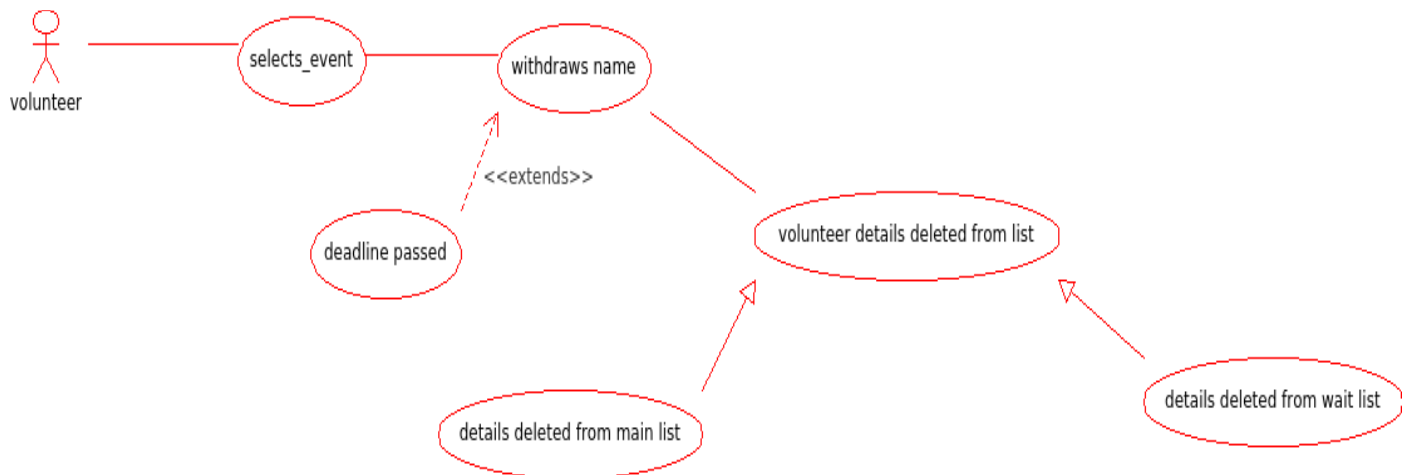 selects_event
withdraws name
volunteer
<<extends>>
deadline passed
volunteer details deleted from list
details deleted from main list
details deleted from wait list